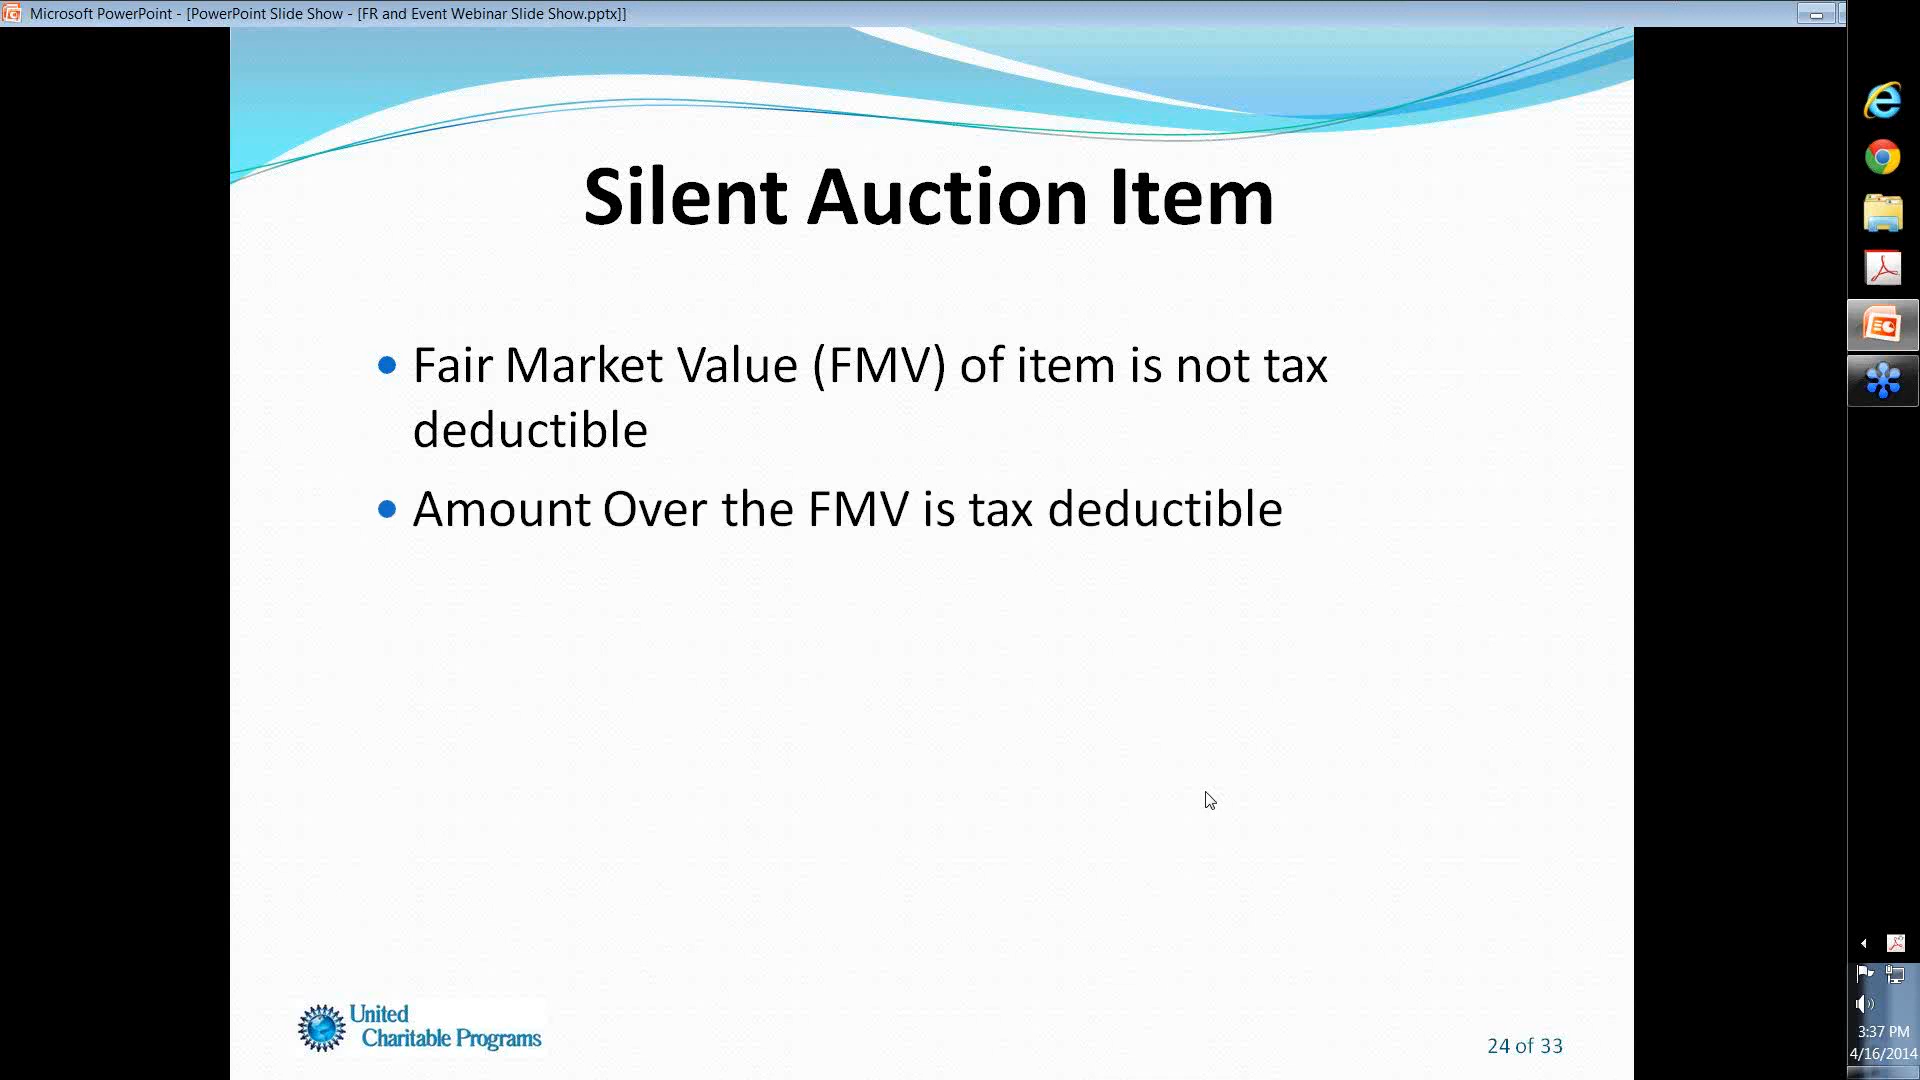 Microsoft PowerPoint - [PowerPoint Slide Show - [FR and Event Webinar Slide Show.pptx]]
Silent Auction Item
Fair Market Value (FMV) of item is not tax
deductible
Amount Over the FMV is tax deductible
United
Charitable Programs
24 of 33
3:37 PM
4/16/2014